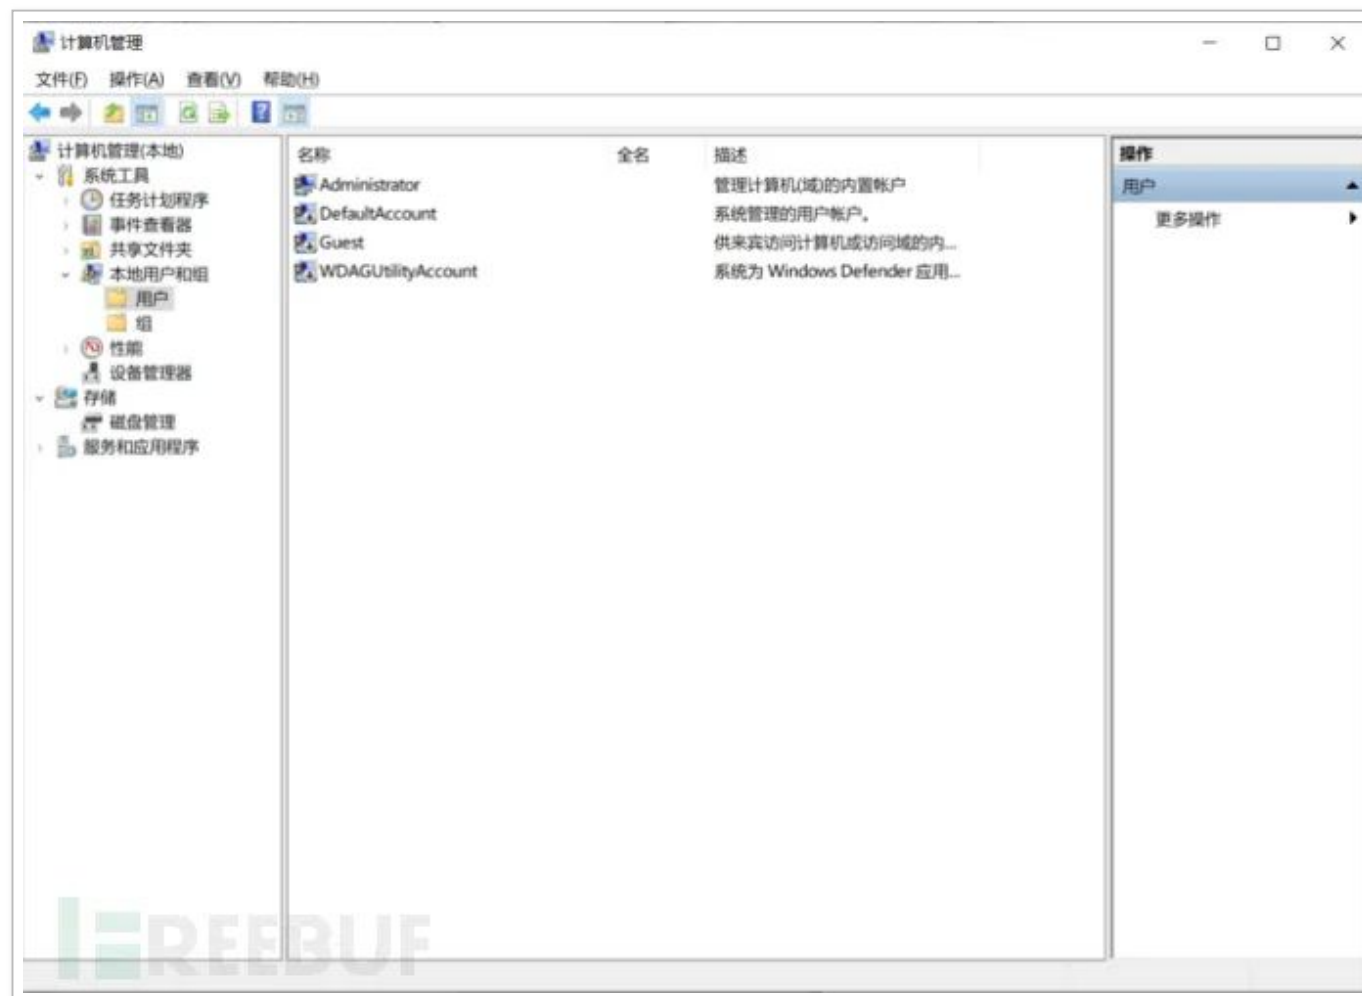 计算机管理
文件(F) 操作(A) 查看(V) 帮助(H)
计算机管理(本地)
系统工具
任务计划程序
事件查看器
共享文件夹
本地用户和组
用户
组
性能
设备管理器
存储
磁盘管理
服务和应用程序
名称 全名 描述
Administrator 管理计算机(域)的内置帐户
DefaultAccount 系统管理的用户帐户。
Guest 供来宾访问计算机或访问域的内...
WDAGUtilityAccount 系统为 Windows Defender 应用...
操作
用户
更多操作
FREEBUF